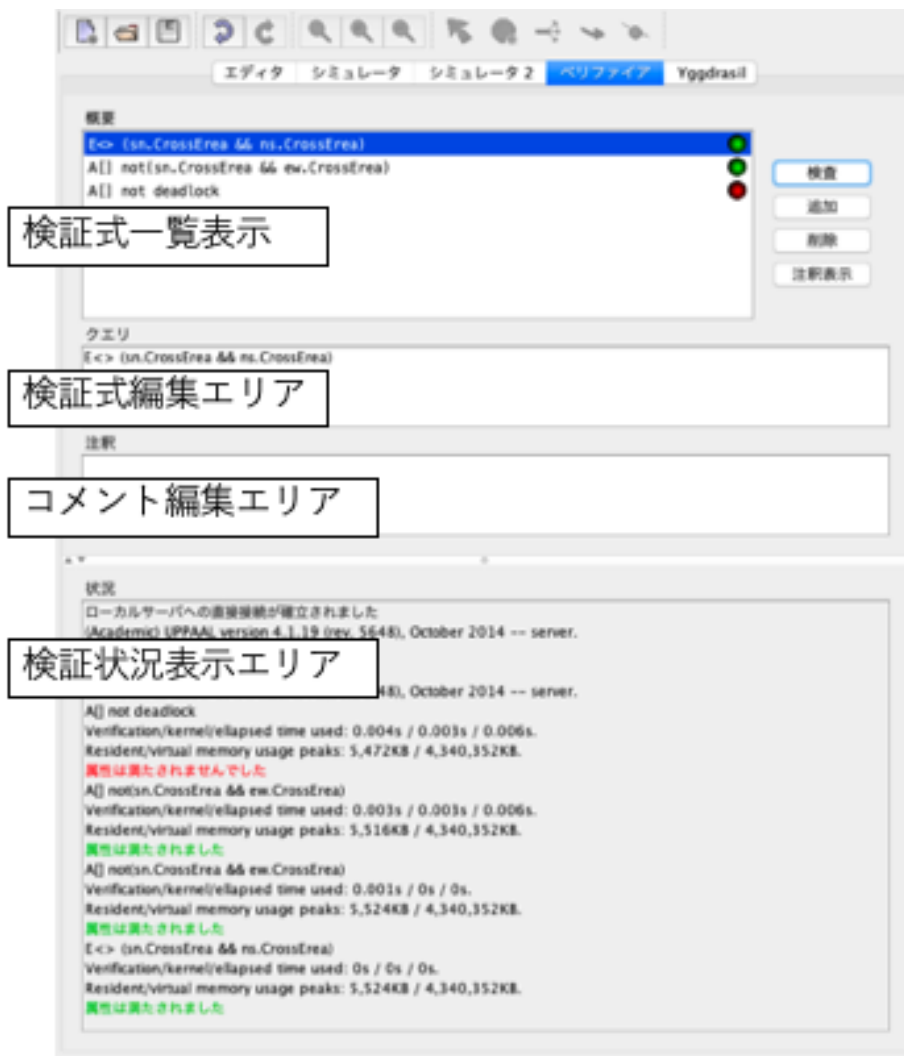 エディタ シミュレータ シミュレータ 2 ベリファイア Yggdrasil
概要
E<> (sn.CrossErea && ns.CrossErea)
A[] not(sn.CrossErea && ew.CrossErea)
A[] not deadlock
検査
追加
削除
注釈表示
検証式一覧表示
クエリ
E<> (sn.CrossErea && ns.CrossErea)
検証式編集エリア
注釈
コメント編集エリア
状況
ローカルサーバへの直接接続が確立されました
(Academic) UPPAAL version 4.1.19 (rev. 5648), October 2014 -- server.
検証状況表示エリア
48), October 2014 -- server.
A[] not deadlock
Verification/kernel/ellapsed time used: 0.004s / 0.003s / 0.006s.
Resident/virtual memory usage peaks: 5,472KB / 4,340,352KB.
属性は満たされませんでした
A[] not(sn.CrossErea && ew.CrossErea)
Verification/kernel/ellapsed time used: 0.003s / 0.003s / 0.006s.
Resident/virtual memory usage peaks: 5,516KB / 4,340,352KB.
属性は満たされました
A[] not(sn.CrossErea && ew.CrossErea)
Verification/kernel/ellapsed time used: 0.001s / 0s / 0s.
Resident/virtual memory usage peaks: 5,524KB / 4,340,352KB.
属性は満たされました
E<> (sn.CrossErea && ns.CrossErea)
Verification/kernel/ellapsed time used: 0s / 0s / 0s.
Resident/virtual memory usage peaks: 5,524KB / 4,340,352KB.
属性は満たされました